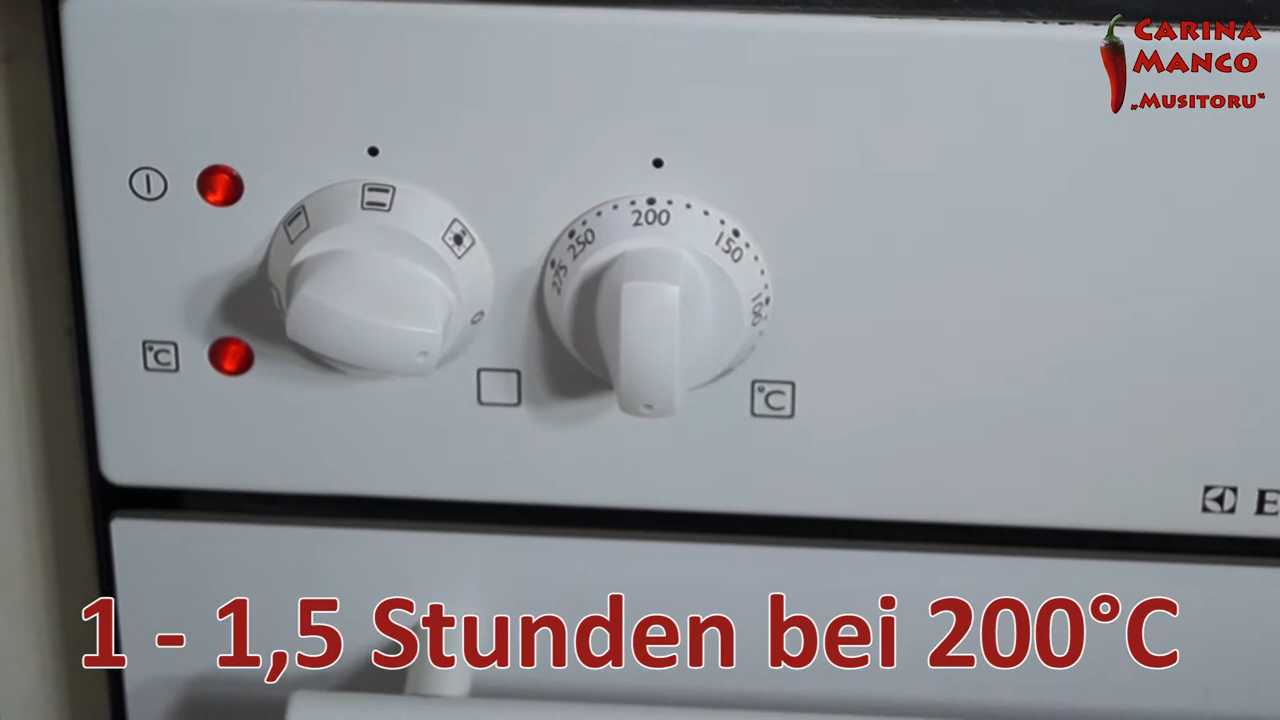 CARINA
MANCO
„MUSITORU“
275 250 200 150 100
°C
°C
E
1 - 1,5 Stunden bei 200°C